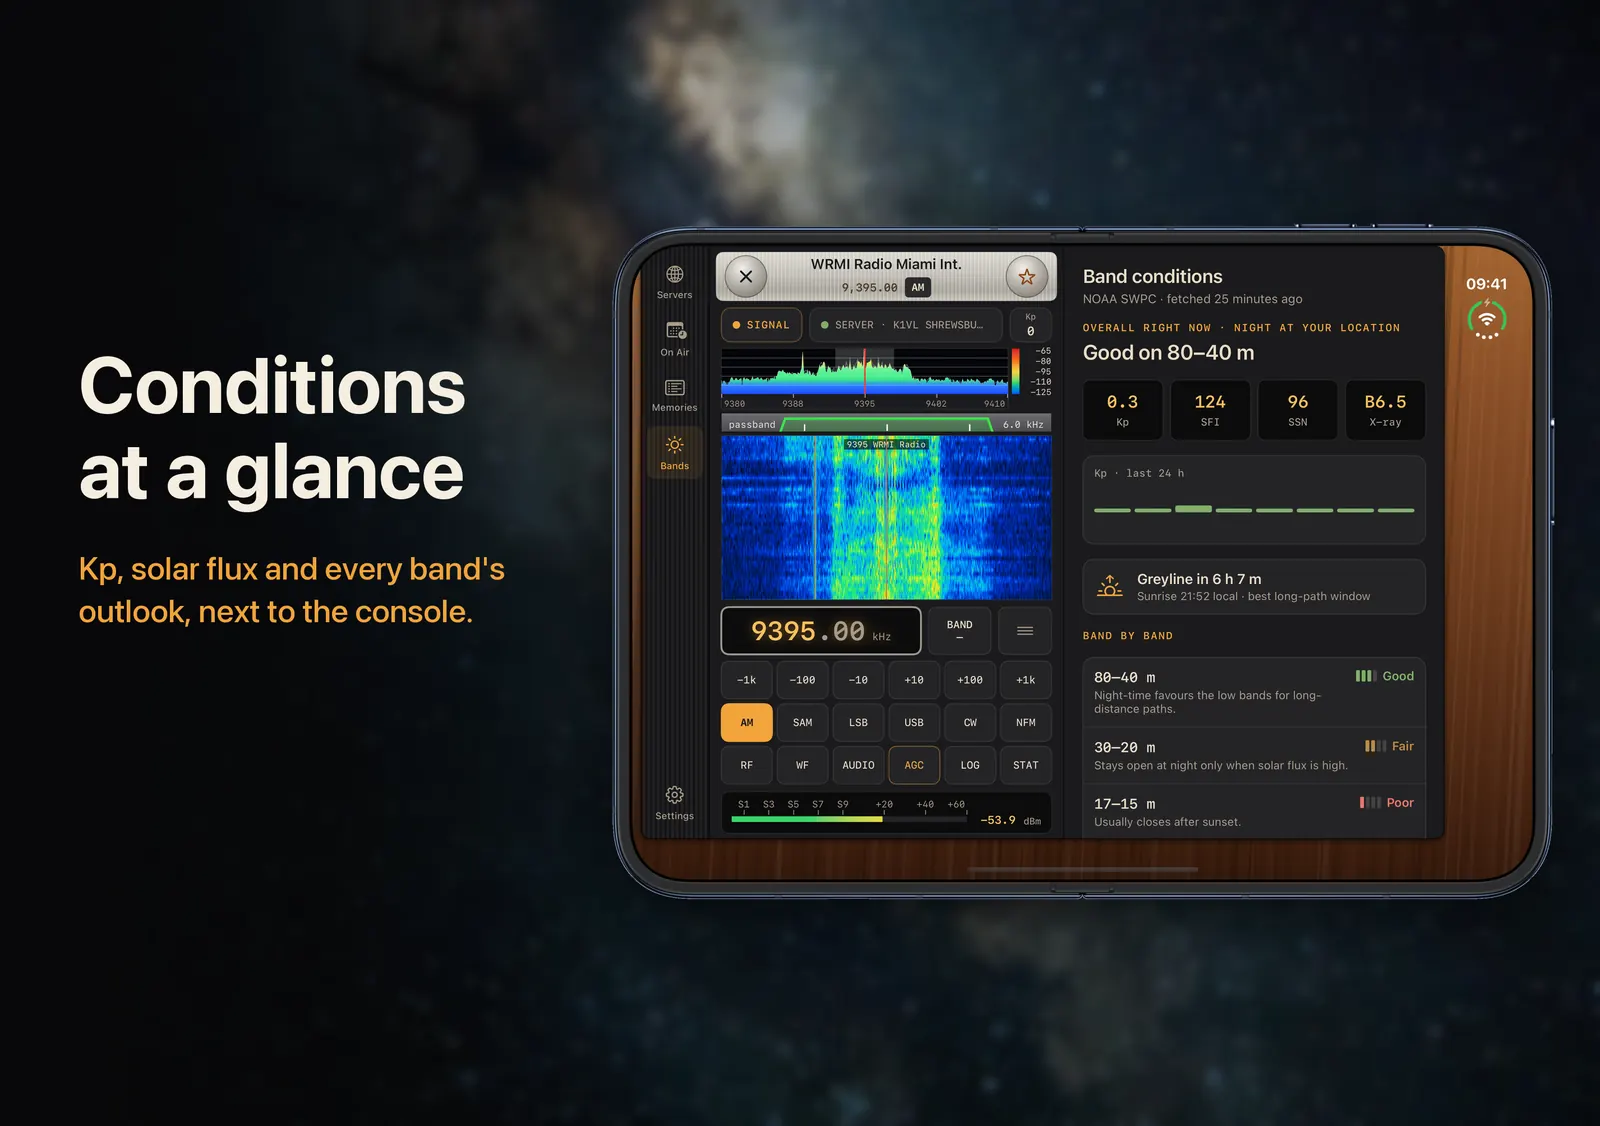 Conditions
at a glance
Kp, solar flux and every band's
outlook, next to the console.
Servers
On Air
Memories
Bands
Settings
WRMI Radio Miami Int.
9,395.00 AM
SIGNAL
SERVER · K1VL SHREWSBU…
Kp
0
-65
-80
-95
-110
-125
9380 9388 9395 9402 9410
passband 6.0 kHz
9395 WRMI Radio
9395.00 kHz
BAND
—
-1k -100 -10 +10 +100 +1k
AM SAM LSB USB CW NFM
RF WF AUDIO AGC LOG STAT
S1 S3 S5 S7 S9 +20 +40 +60
-53.9 dBm
Band conditions
NOAA SWPC · fetched 25 minutes ago
OVERALL RIGHT NOW · NIGHT AT YOUR LOCATION
Good on 80–40 m
0.3 124 96 B6.5
Kp SFI SSN X-ray
Kp · last 24 h
Greyline in 6 h 7 m
Sunrise 21:52 local · best long-path window
BAND BY BAND
80–40 m Good
Night-time favours the low bands for long-
distance paths.
30–20 m Fair
Stays open at night only when solar flux is high.
17–15 m Poor
Usually closes after sunset.
09:41